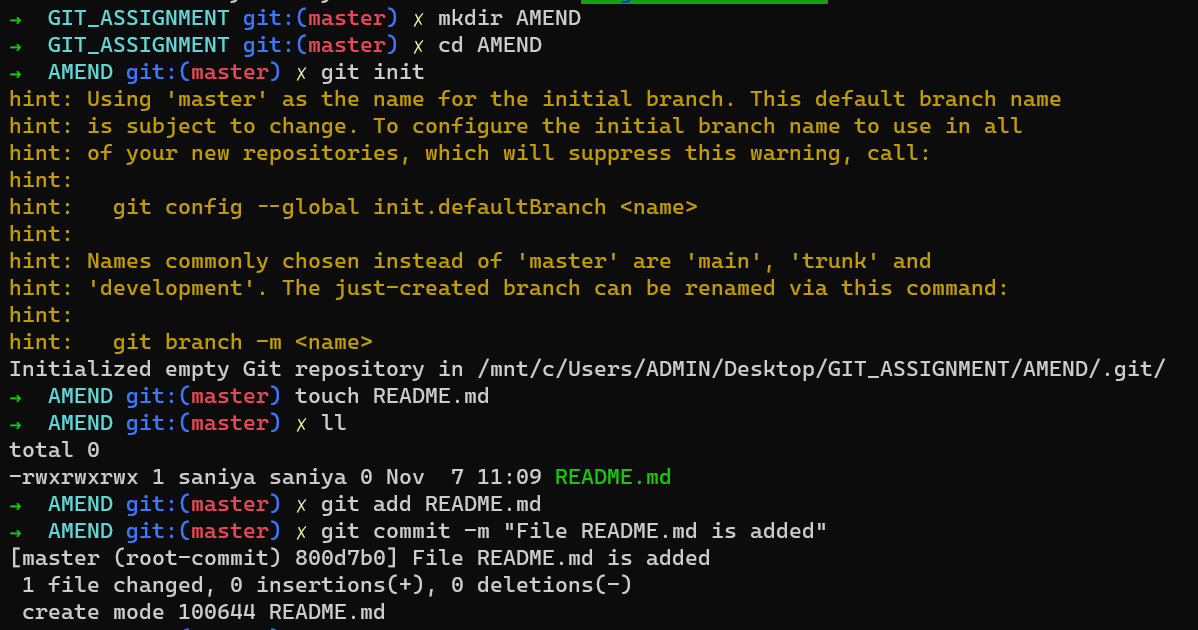 ➜  GIT_ASSIGNMENT git:(master) ✗ mkdir AMEND
➜  GIT_ASSIGNMENT git:(master) ✗ cd AMEND
➜  AMEND git:(master) ✗ git init
hint: Using 'master' as the name for the initial branch. This default branch name
hint: is subject to change. To configure the initial branch name to use in all
hint: of your new repositories, which will suppress this warning, call:
hint:
hint:   git config --global init.defaultBranch <name>
hint:
hint: Names commonly chosen instead of 'master' are 'main', 'trunk' and
hint: 'development'. The just-created branch can be renamed via this command:
hint:
hint:   git branch -m <name>
Initialized empty Git repository in /mnt/c/Users/ADMIN/Desktop/GIT_ASSIGNMENT/AMEND/.git/
➜  AMEND git:(master) touch README.md
➜  AMEND git:(master) ✗ ll
total 0
-rwxrwxrwx 1 saniya saniya 0 Nov  7 11:09 README.md
➜  AMEND git:(master) ✗ git add README.md
➜  AMEND git:(master) ✗ git commit -m "File README.md is added"
[master (root-commit) 800d7b0] File README.md is added
 1 file changed, 0 insertions(+), 0 deletions(-)
 create mode 100644 README.md